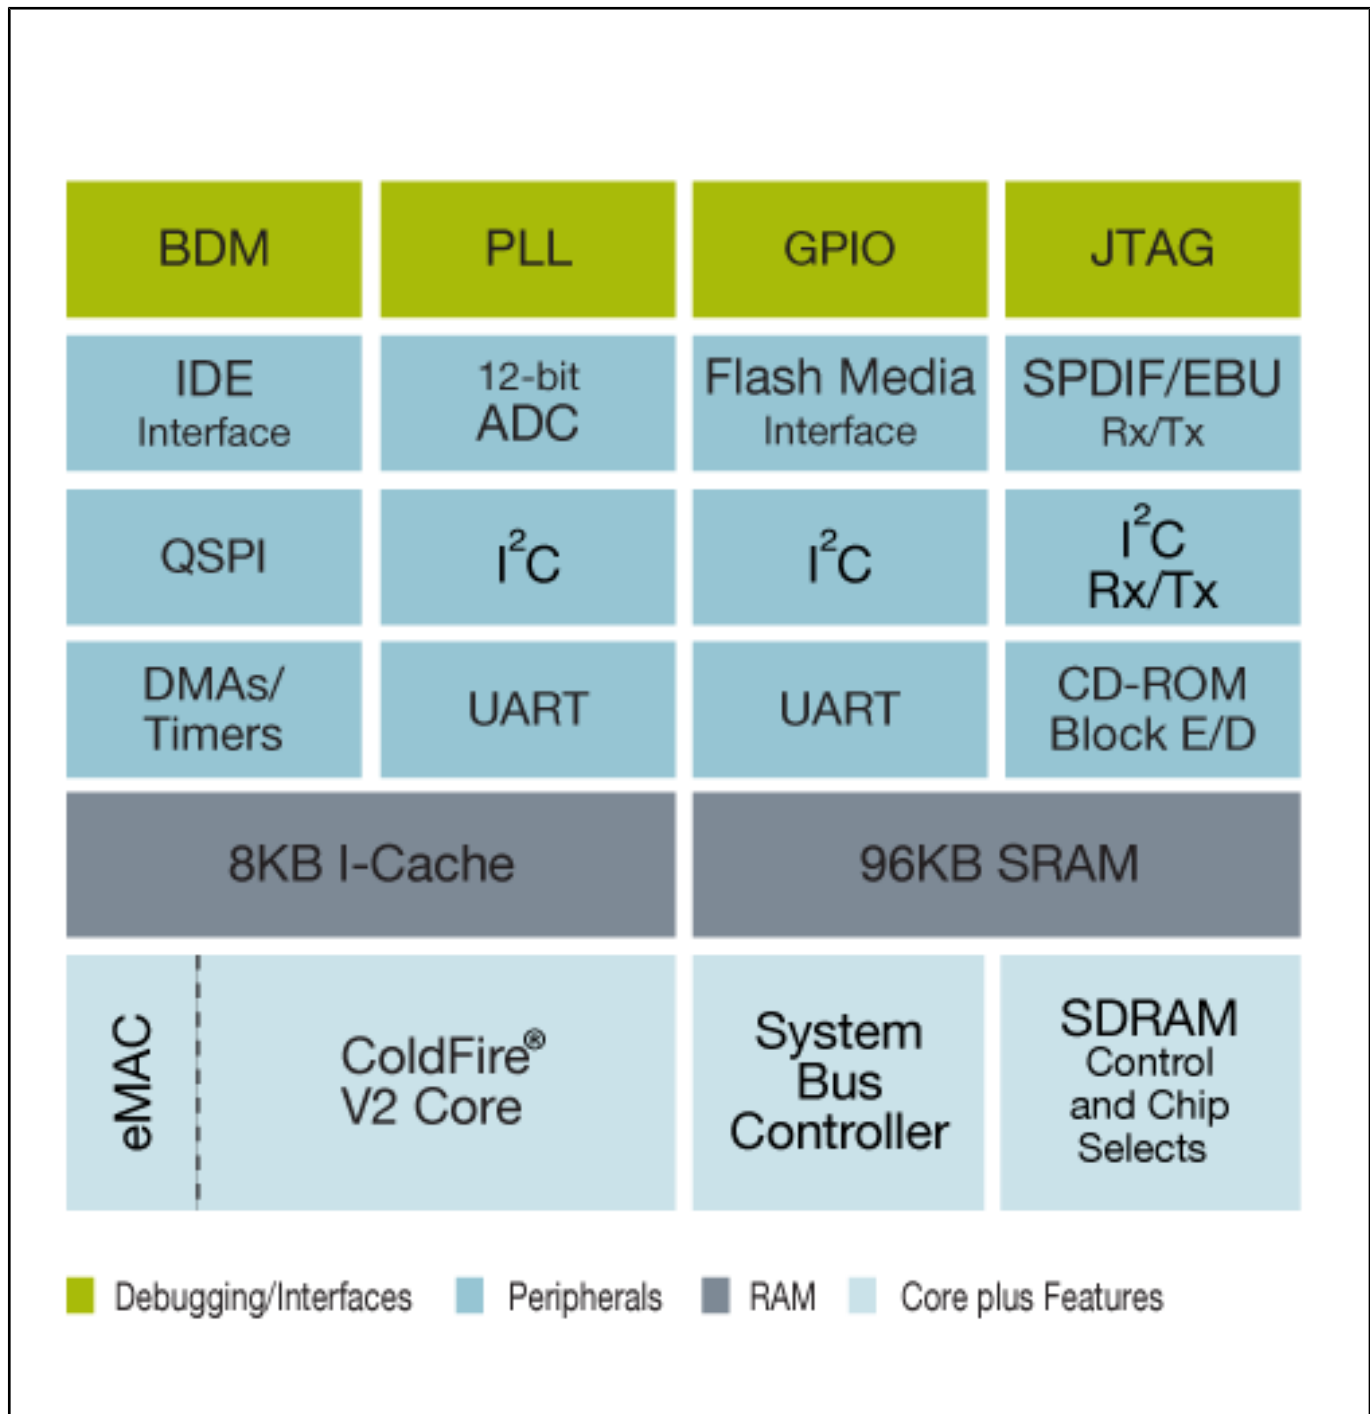 BDM
PLL
GPIO
JTAG
IDE
Interface
12-bit
ADC
Flash Media
Interface
SPDIF/EBU
Rx/Tx
QSPI
I²C
I²C
I²C
Rx/Tx
DMAs/
Timers
UART
UART
CD-ROM
Block E/D
8KB I-Cache
96KB SRAM
eMAC
ColdFire®
V2 Core
System
Bus
Controller
SDRAM
Control
and Chip
Selects
Debugging/Interfaces
Peripherals
RAM
Core plus Features